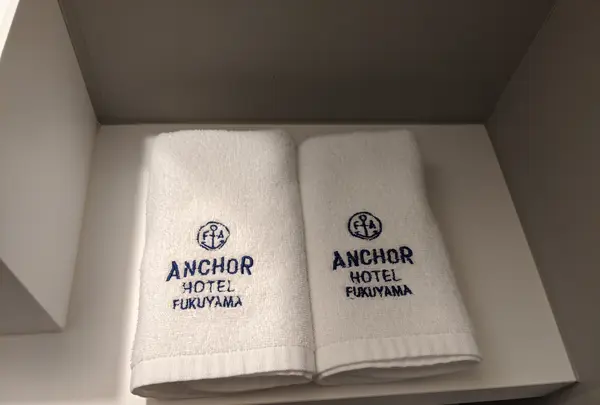 F A
ANCHOR
HOTEL
FUKUYAMA
F A
ANCHOR
HOTEL
FUKUYAMA